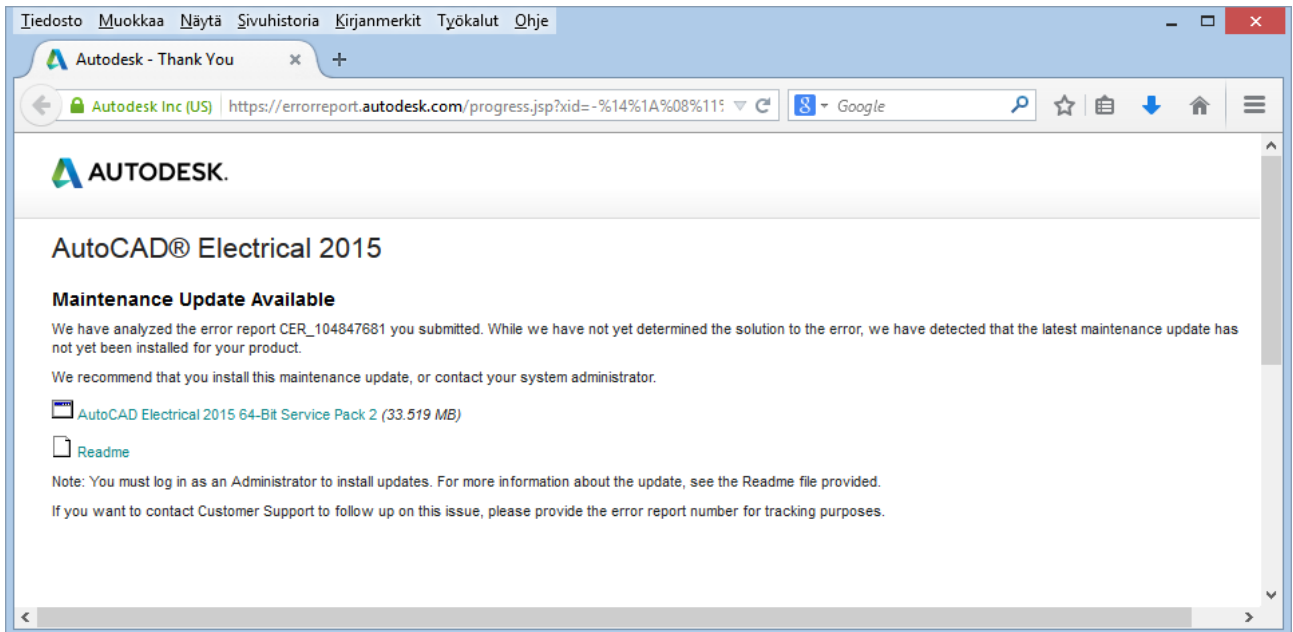 Tiedosto Muokkaa Näytä Sivuhistoria Kirjanmerkit Työkalut Ohje
Autodesk - Thank You
Autodesk Inc (US) https://errorreport.autodesk.com/progress.jsp?xid=-%14%1A%08%11 Google
AUTODESK.
AutoCAD® Electrical 2015
Maintenance Update Available
We have analyzed the error report CER_104847681 you submitted. While we have not yet determined the solution to the error, we have detected that the latest maintenance update has
not yet been installed for your product.
We recommend that you install this maintenance update, or contact your system administrator.
AutoCAD Electrical 2015 64-Bit Service Pack 2 (33.519 MB)
Readme
Note: You must log in as an Administrator to install updates. For more information about the update, see the Readme file provided.
If you want to contact Customer Support to follow up on this issue, please provide the error report number for tracking purposes.